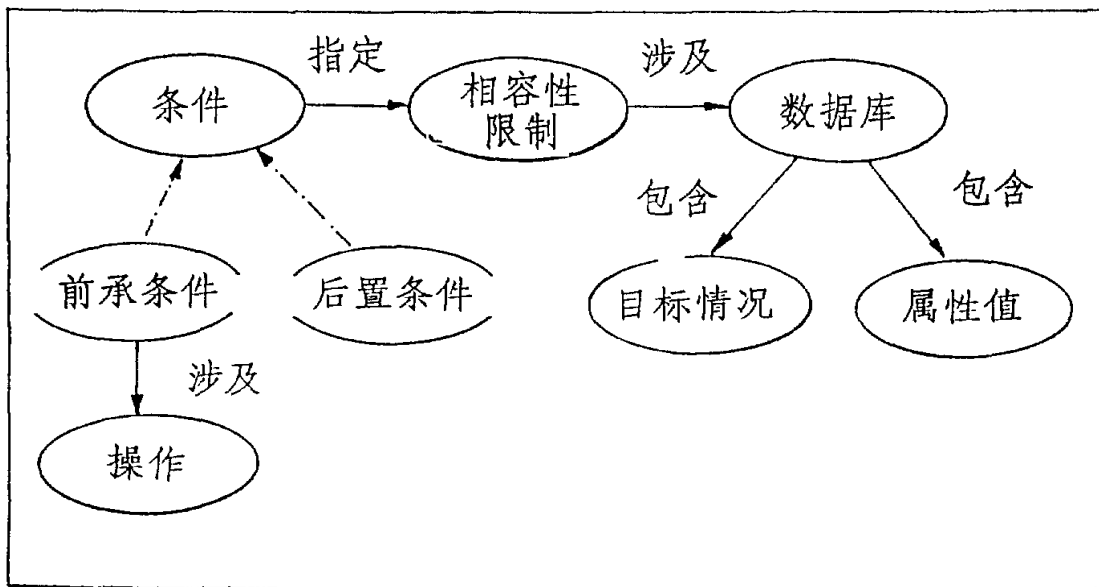 指定
涉及
条件
相容性
限制
数据库
包含
包含
前承条件
后置条件
目标情况
属性值
涉及
操作